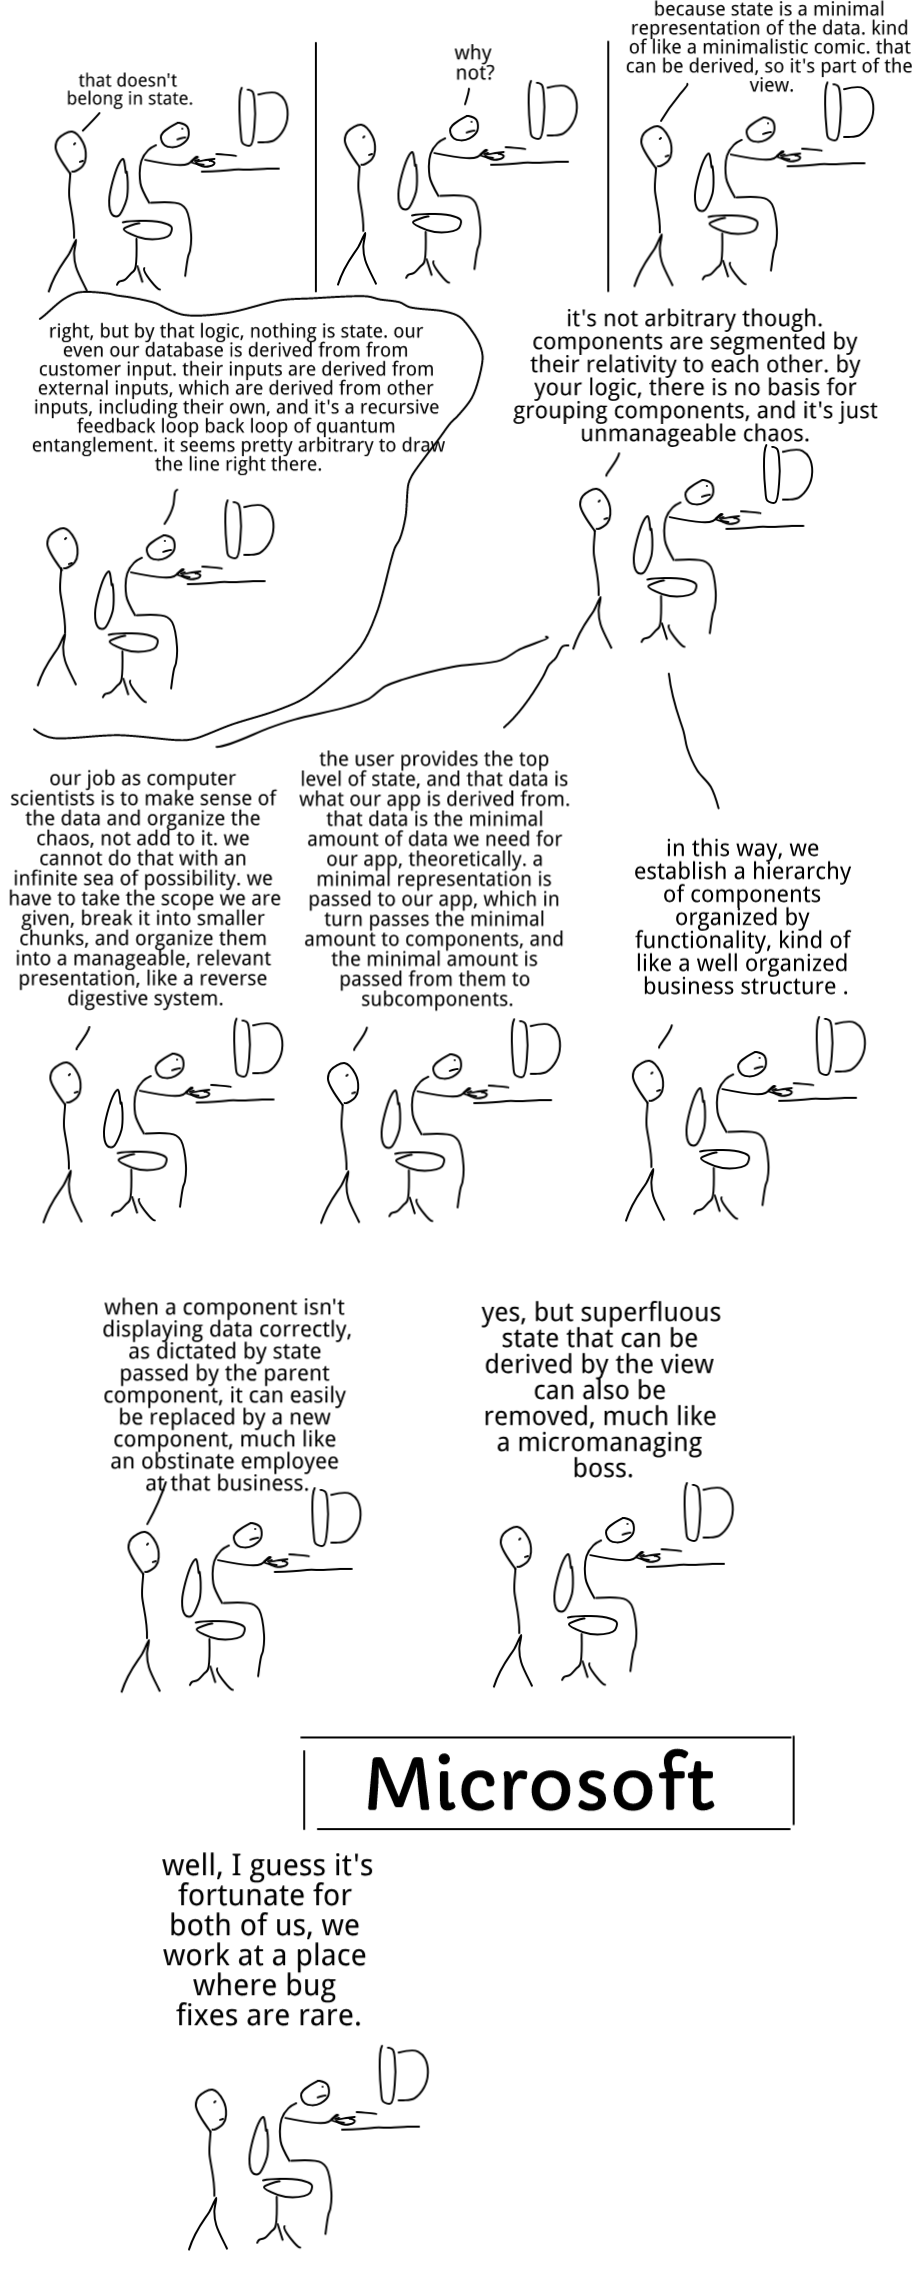 that doesn't
belong in state.
why
not?
because state is a minimal
representation of the data. kind
of like a minimalistic comic. that
can be derived, so it's part of the
view.
right, but by that logic, nothing is state. our
even our database is derived from from
customer input. their inputs are derived from
external inputs, which are derived from other
inputs, including their own, and it's a recursive
feedback loop back loop of quantum
entanglement. it seems pretty arbitrary to draw
the line right there.
it's not arbitrary though.
components are segmented by
their relativity to each other. by
your logic, there is no basis for
grouping components, and it's just
unmanageable chaos.
our job as computer
scientists is to make sense of
the data and organize the
chaos, not add to it. we
cannot do that with an
infinite sea of possibility. we
have to take the scope we are
given, break it into smaller
chunks, and organize them
into a manageable, relevant
presentation, like a reverse
digestive system.
the user provides the top
level of state, and that data is
what our app is derived from.
that data is the minimal
amount of data we need for
our app, theoretically. a
minimal representation is
passed to our app, which in
turn passes the minimal
amount to components, and
the minimal amount is
passed from them to
subcomponents.
in this way, we
establish a hierarchy
of components
organized by
functionality, kind of
like a well organized
business structure .
when a component isn't
displaying data correctly,
as dictated by state
passed by the parent
component, it can easily
be replaced by a new
component, much like
an obstinate employee
at that business.
yes, but superfluous
state that can be
derived by the view
can also be
removed, much like
a micromanaging
boss.
Microsoft
well, I guess it's
fortunate for
both of us, we
work at a place
where bug
fixes are rare.